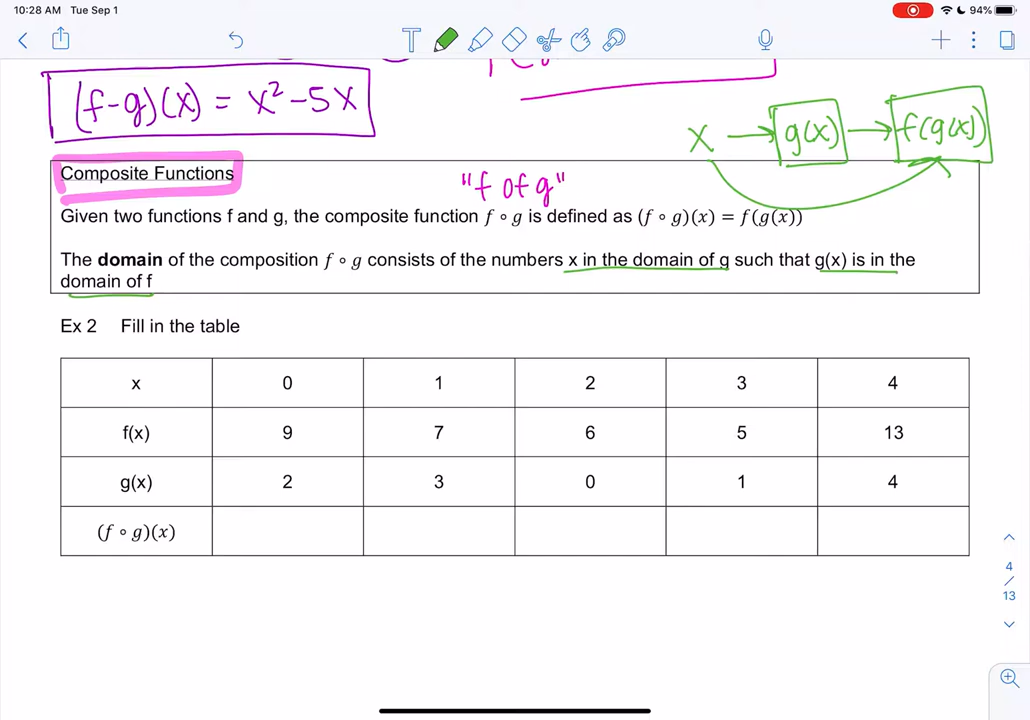 10:28 AM Tue Sep 1
94%
(f-g)(x) = x² -5x
x → g(x) → f(g(x))
Composite Functions
"f of g"
Given two functions f and g, the composite function f ∘ g is defined as (f ∘ g)(x) = f(g(x))
The domain of the composition f ∘ g consists of the numbers x in the domain of g such that g(x) is in the
domain of f
Ex 2 Fill in the table
x 0 1 2 3 4
f(x) 9 7 6 5 13
g(x) 2 3 0 1 4
(f ∘ g)(x)
4
/
13